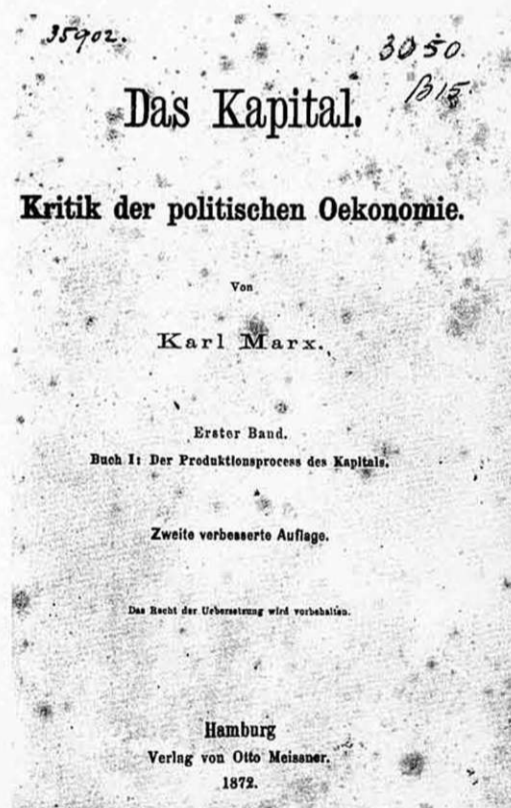 35902.
3050.
B15
Das Kapital.
Kritik der politischen Oekonomie.
Von
Karl Marx.
Erster Band.
Buch I: Der Produktionsprocess des Kapitals.
Zweite verbesserte Auflage.
Das Recht der Uebersetzung wird vorbehalten.
Hamburg
Verlag von Otto Meissner.
1872.